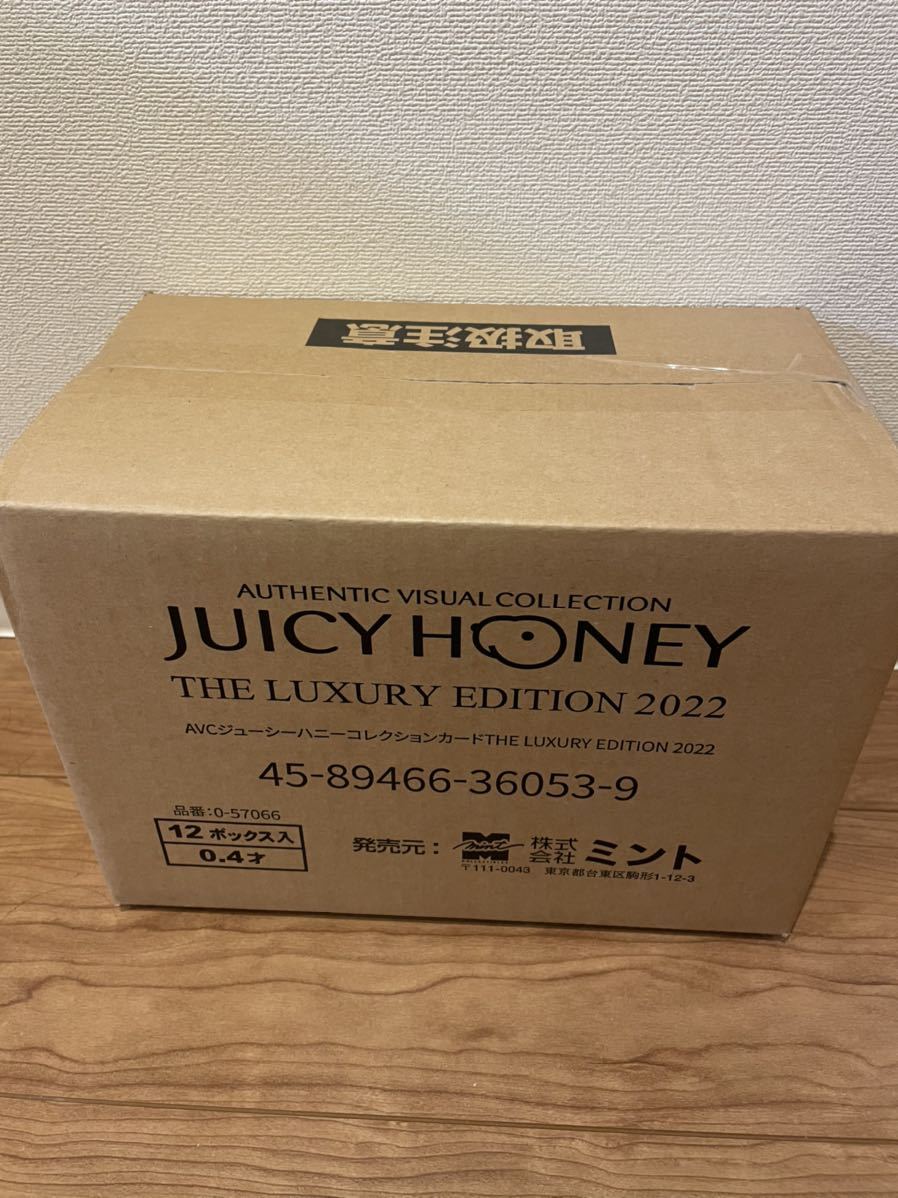 取扱注意
AUTHENTIC VISUAL COLLECTION
JUICY HONEY
THE LUXURY EDITION 2022
AVCジューシーハニーコレクションカードTHE LUXURY EDITION 2022
45-89466-36053-9
品番:0-57066
12 ボックス入
0.4才
発売元: mint 株式会社 ミント
〒111-0043 東京都台東区駒形1-12-3